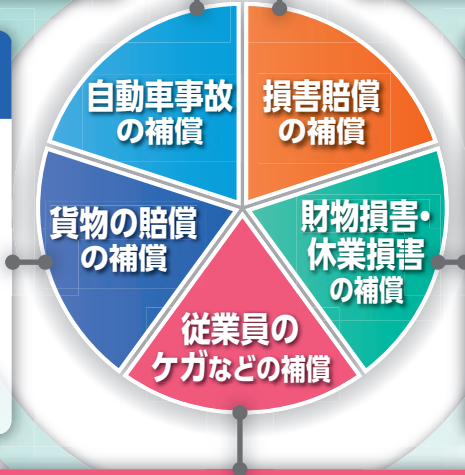 自動車事故
の補償
損害賠償
の補償
貨物の賠償
の補償
財物損害・
休業損害
の補償
従業員の
ケガなどの補償